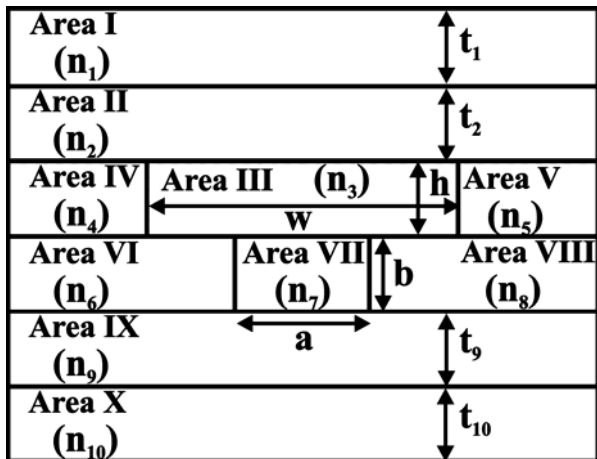 Area I
(n₁)
t₁
Area II
(n₂)
t₂
Area IV
(n₄)
Area III (n₃)
w
h
Area V
(n₅)
Area VI
(n₆)
Area VII
(n₇)
a
b
Area VIII
(n₈)
Area IX
(n₉)
t₉
Area X
(n₁₀)
t₁₀